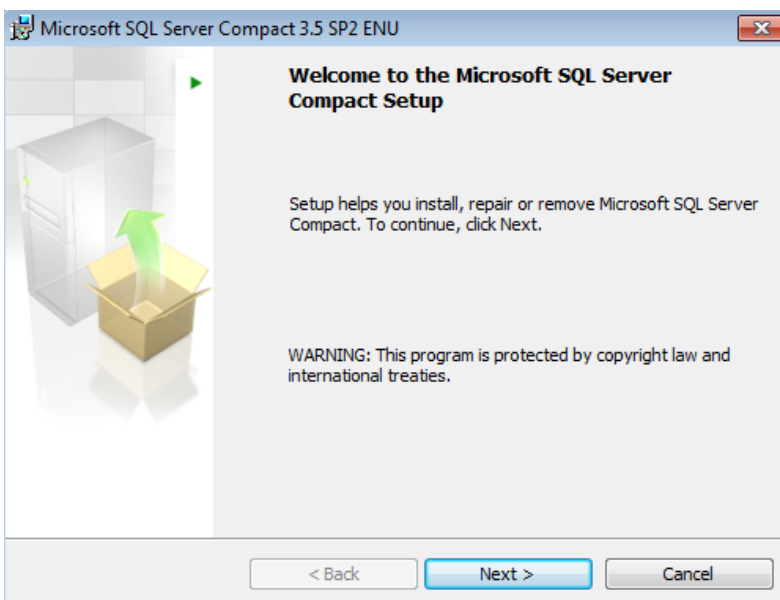 Microsoft SQL Server Compact 3.5 SP2 ENU
Welcome to the Microsoft SQL Server
Compact Setup
Setup helps you install, repair or remove Microsoft SQL Server
Compact. To continue, click Next.
WARNING: This program is protected by copyright law and
international treaties.
< Back
Next >
Cancel